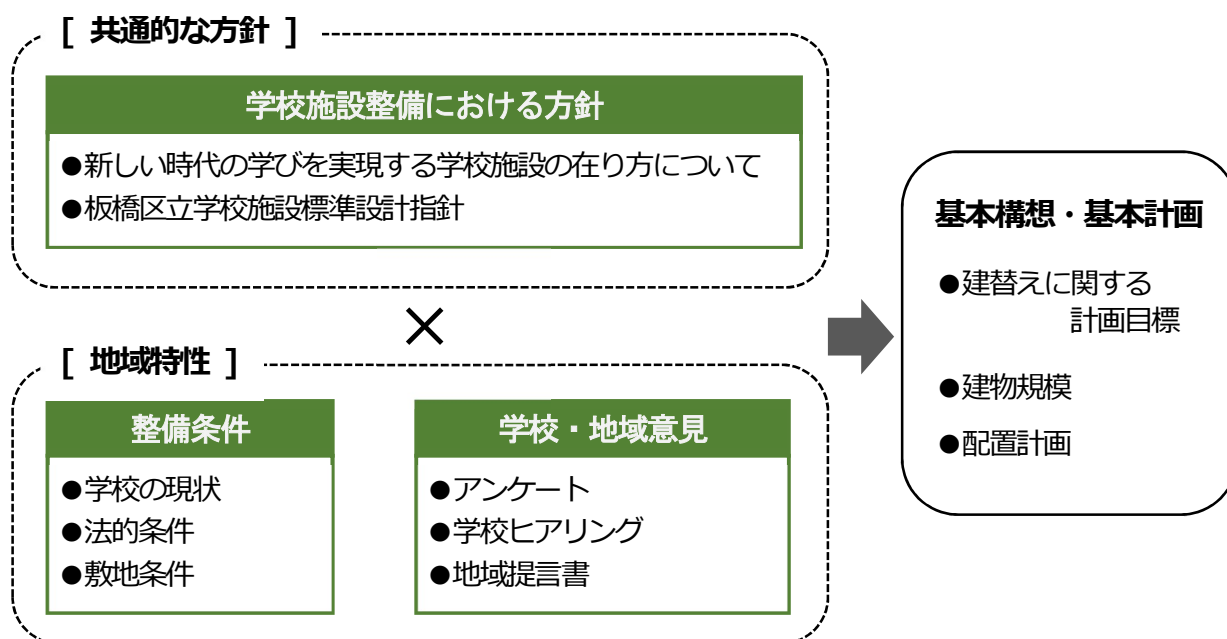 [ 共通的な方針 ]
学校施設整備における方針
●新しい時代の学びを実現する学校施設の在り方について
●板橋区立学校施設標準設計指針
×
[ 地域特性 ]
整備条件
●学校の現状
●法的条件
●敷地条件
学校・地域意見
●アンケート
●学校ヒアリング
●地域提言書
基本構想・基本計画
●建替えに関する
計画目標
●建物規模
●配置計画